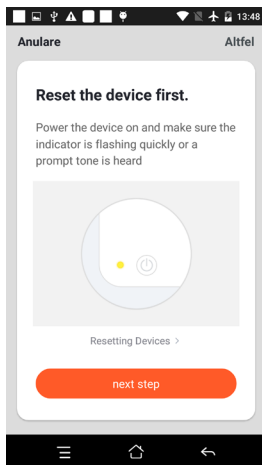 13:48
Anulare Altfel
Reset the device first.
Power the device on and make sure the
indicator is flashing quickly or a
prompt tone is heard
Resetting Devices >
next step